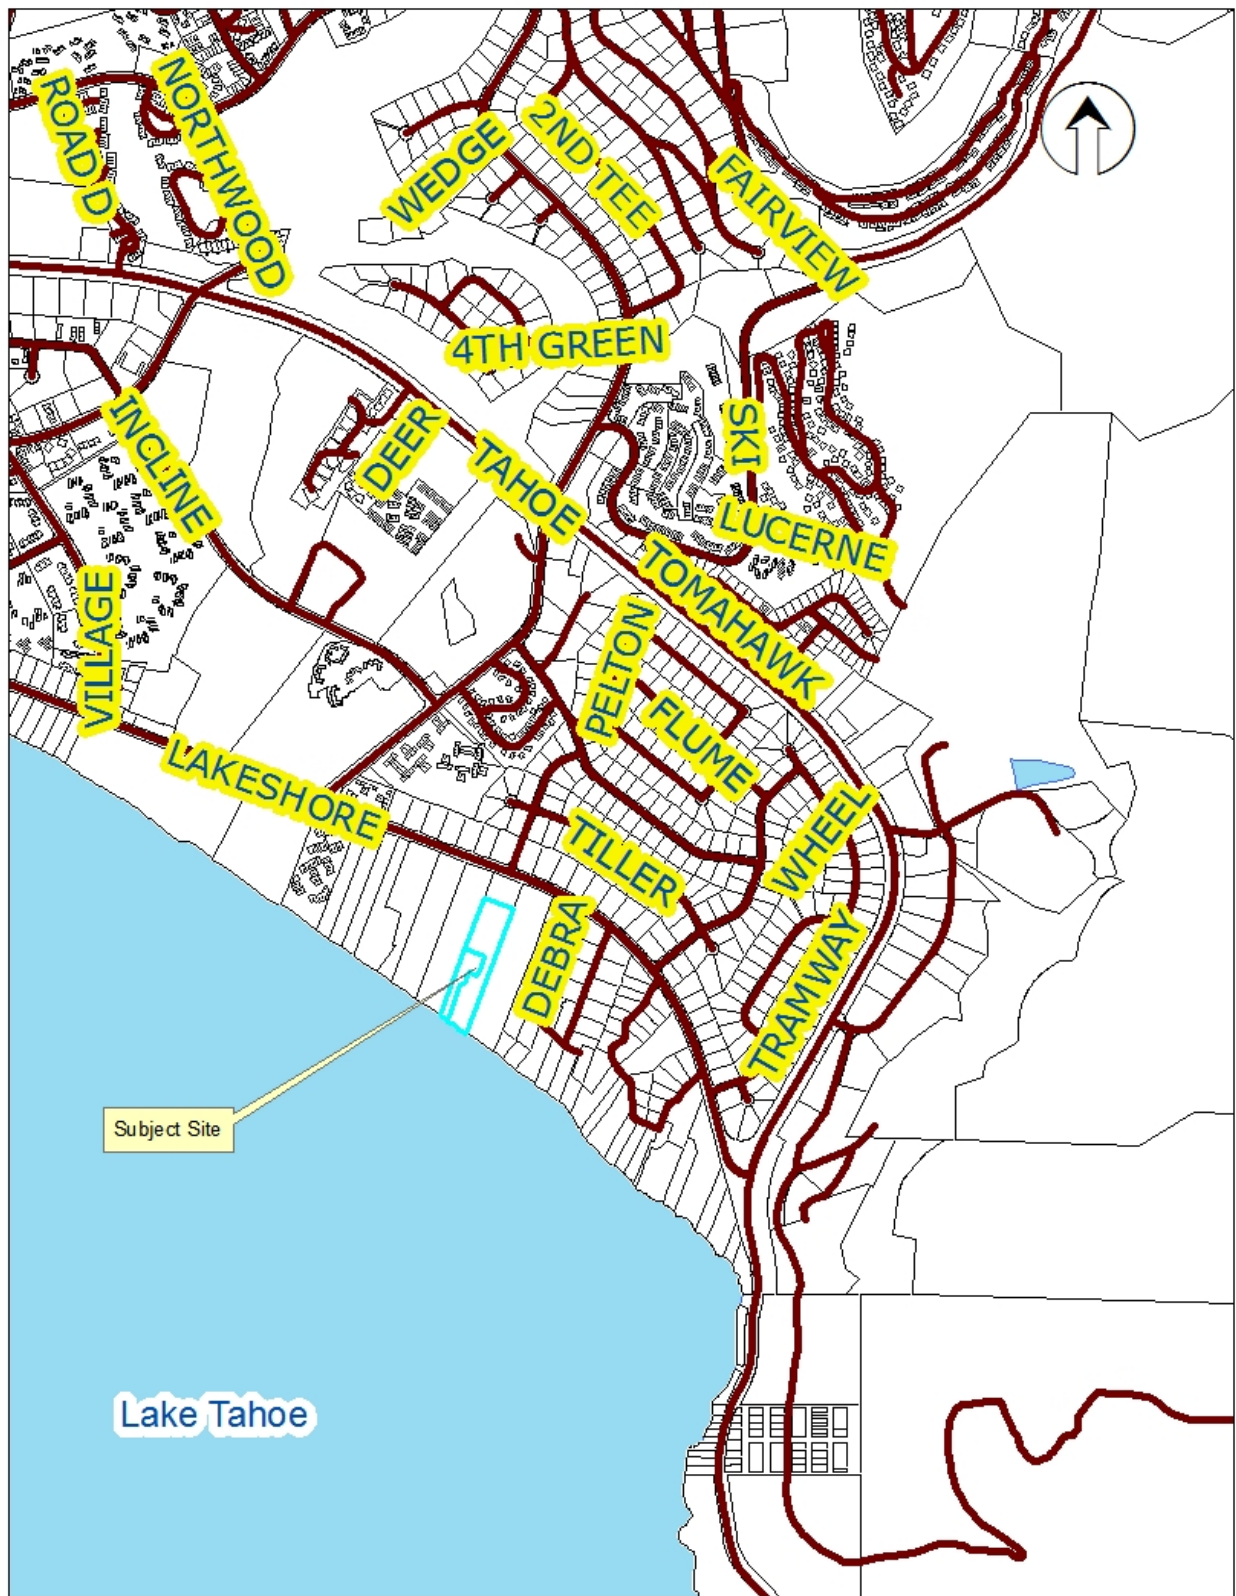 NORTHWOOD
ROAD D
2ND TEE
WEDGE
FAIRVIEW
4TH GREEN
INCLINE
DEER
SKI
TAHOE
LUCERNE
TOMAHAWK
VILLAGE
PELTON
FLUME
LAKESHORE
WHEEL
TILLER
DEBRA
TRAMWAY
Subject Site
Lake Tahoe